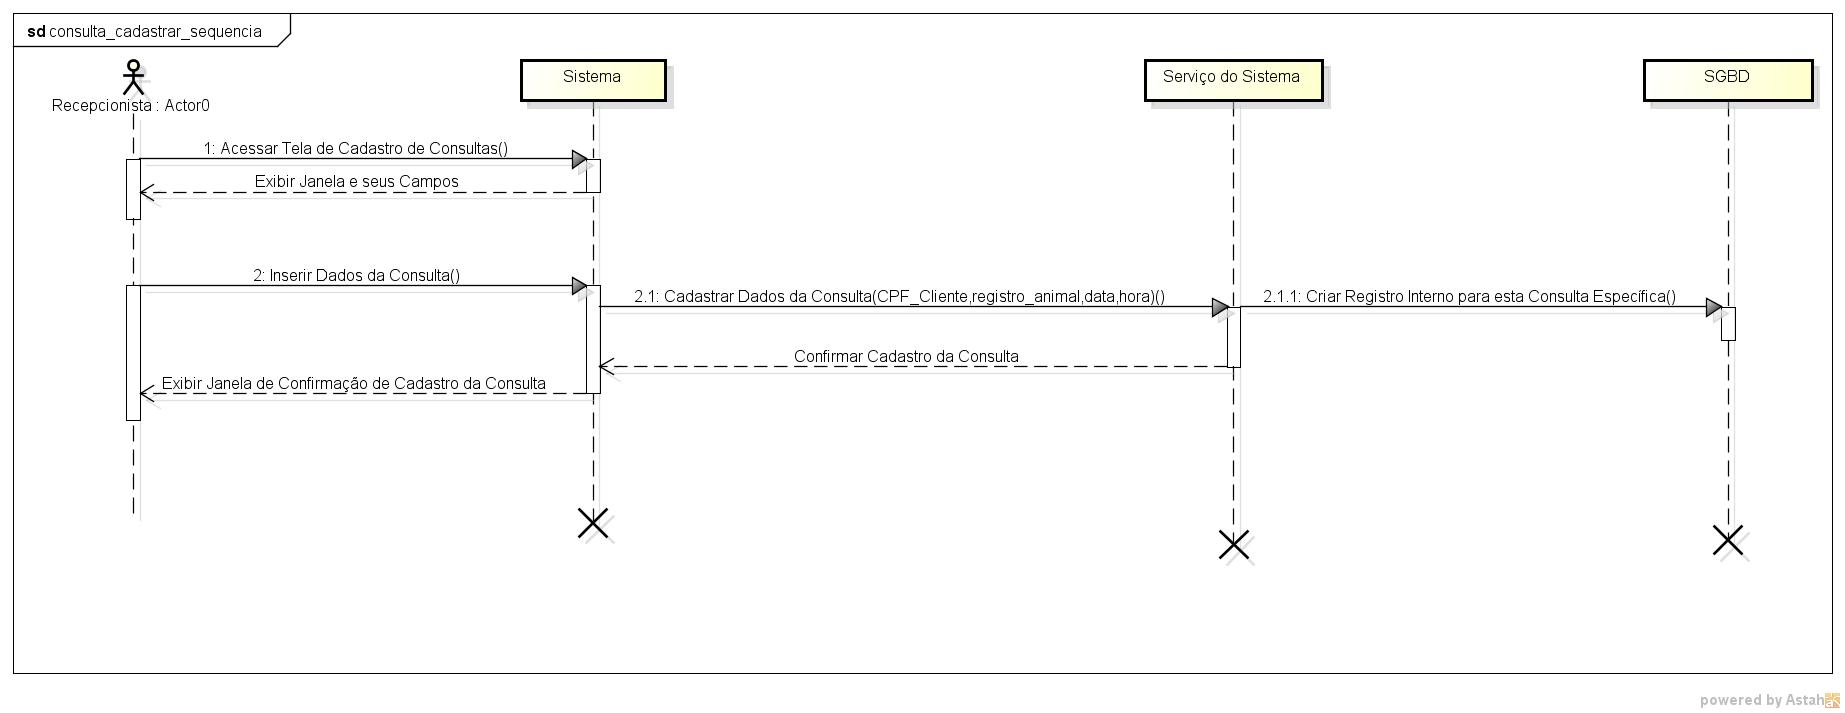 sd consulta_cadastrar_sequencia
Sistema
Serviço do Sistema
SGBD
Recepcionista : Actor0
1: Acessar Tela de Cadastro de Consultas()
Exibir Janela e seus Campos
2: Inserir Dados da Consulta()
2.1: Cadastrar Dados da Consulta(CPF_Cliente,registro_animal,data,hora)()
2.1.1: Criar Registro Interno para esta Consulta Específica()
Confirmar Cadastro da Consulta
Exibir Janela de Confirmação de Cadastro da Consulta
powered by Astah